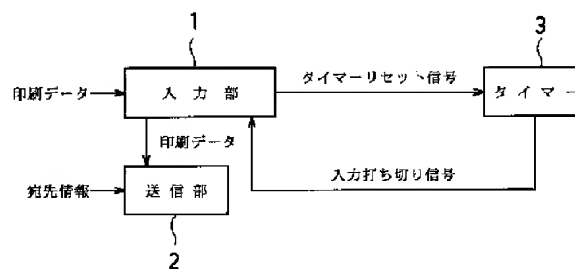 1
3
印刷データ
入力部
タイマーリセット信号
タイマー
印刷データ
入力打ち切り信号
宛先情報
送信部
2